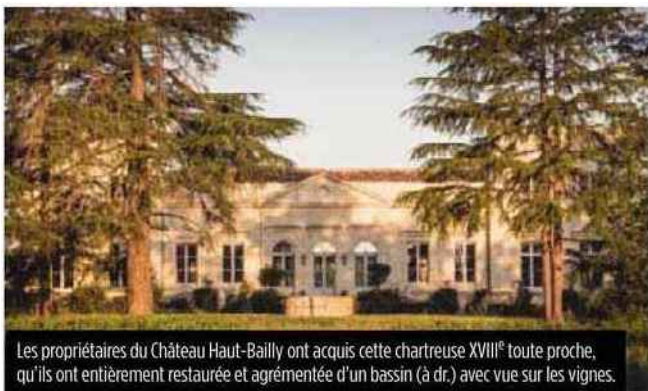 Les propriétaires du Château Haut-Bailly ont acquis cette chartreuse XVIIIᵉ toute proche,
qu'ils ont entièrement restaurée et agrémentée d'un bassin (à dr.) avec vue sur les vignes.